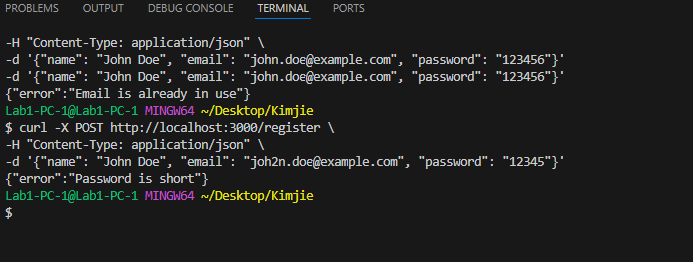 PROBLEMS OUTPUT DEBUG CONSOLE TERMINAL PORTS
-H "Content-Type: application/json" \
-d '{"name": "John Doe", "email": "john.doe@example.com", "password": "123456"}'
-d '{"name": "John Doe", "email": "john.doe@example.com", "password": "123456"}'
{"error":"Email is already in use"}
Lab1-PC-1@Lab1-PC-1 MINGW64 ~/Desktop/Kimjie
$ curl -X POST http://localhost:3000/register \
-H "Content-Type: application/json" \
-d '{"name": "John Doe", "email": "joh2n.doe@example.com", "password": "12345"}'
{"error":"Password is short"}
Lab1-PC-1@Lab1-PC-1 MINGW64 ~/Desktop/Kimjie
$